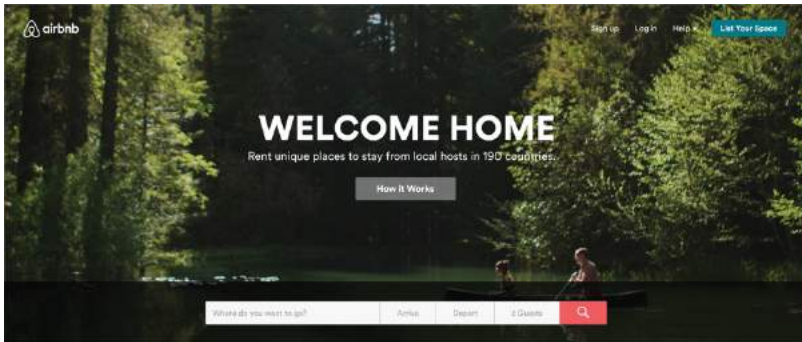 airbnb
Sign up Log in Help List Your Space
WELCOME HOME
Rent unique places to stay from local hosts in 190 countries.
How it Works
Where do you want to go? Arrive Depart 2 Guests